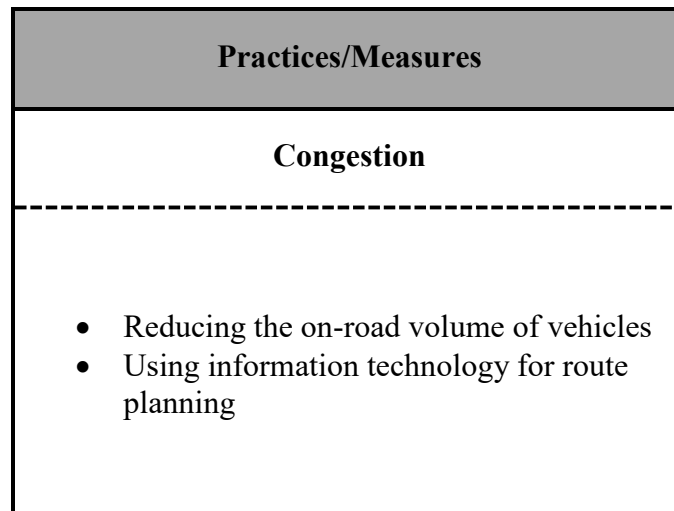 Practices/Measures
Congestion
• Reducing the on-road volume of vehicles
• Using information technology for route
planning